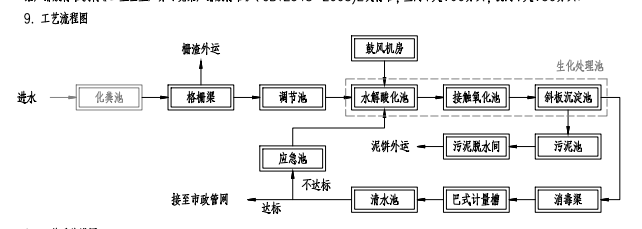 9. 工艺流程图
栅渣外运
鼓风机房
生化处理池
进水
化粪池
格栅渠
调节池
水解酸化池
接触氧化池
斜板沉淀池
应急池
泥饼外运
污泥脱水间
污泥池
不达标
接至市政管网
达标
清水池
巴式计量槽
消毒渠